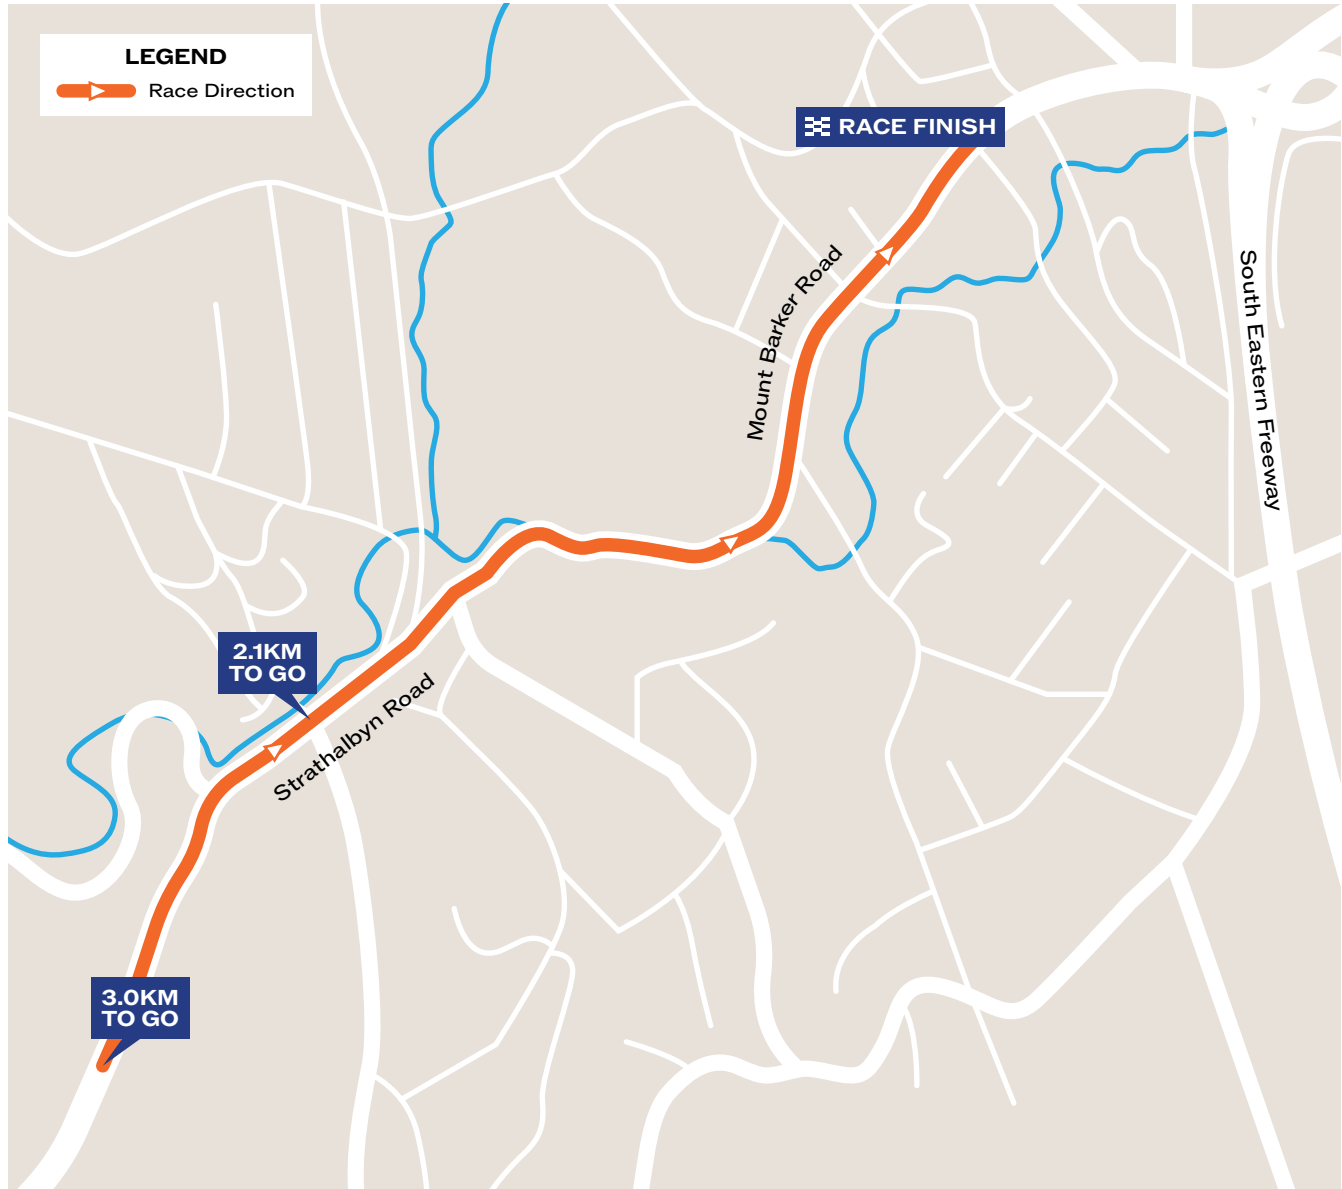 LEGEND
Race Direction
RACE FINISH
Mount Barker Road
South Eastern Freeway
2.1KM
TO GO
Strathalbyn Road
3.0KM
TO GO